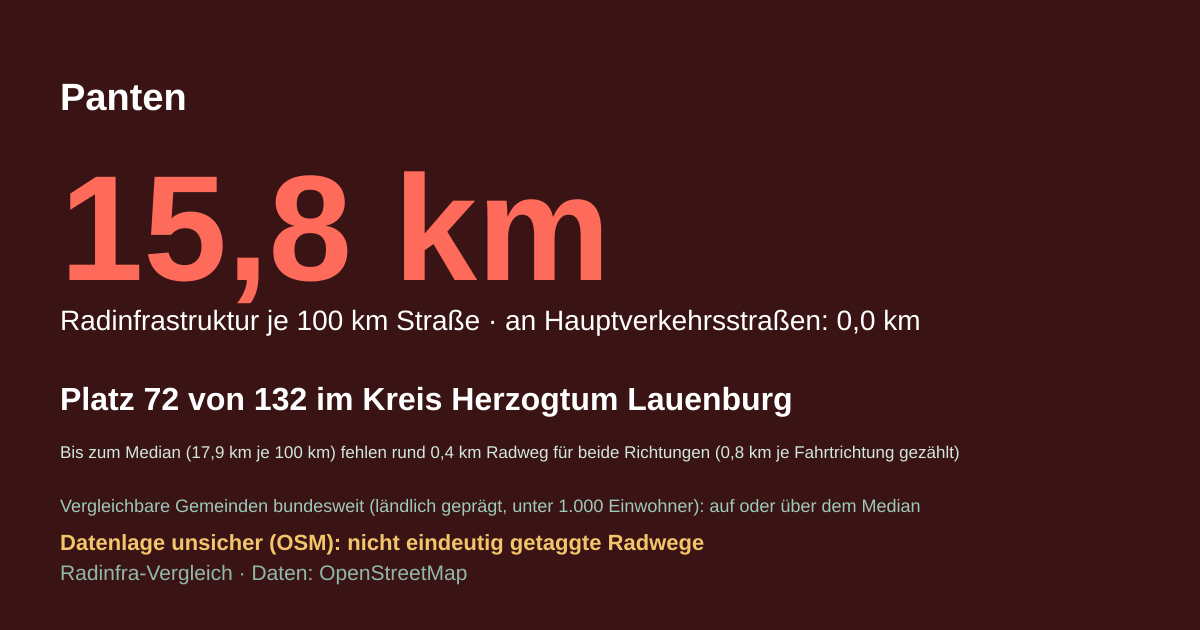 Panten
15,8 km
Radinfrastruktur je 100 km Straße · an Hauptverkehrsstraßen: 0,0 km
Platz 72 von 132 im Kreis Herzogtum Lauenburg
Bis zum Median (17,9 km je 100 km) fehlen rund 0,4 km Radweg für beide Richtungen (0,8 km je Fahrtrichtung gezählt)
Vergleichbare Gemeinden bundesweit (ländlich geprägt, unter 1.000 Einwohner): auf oder über dem Median
Datenlage unsicher (OSM): nicht eindeutig getaggte Radwege
Radinfra-Vergleich · Daten: OpenStreetMap